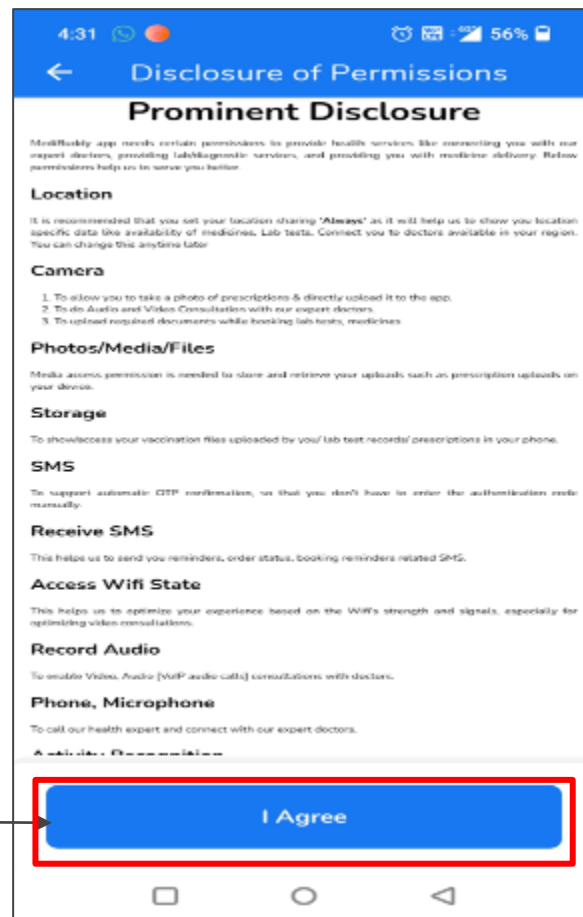 4:31 56%
Disclosure of Permissions
Prominent Disclosure
MediBuddy app needs certain permissions to provide health services like connecting you with our
expert doctors, providing lab/diagnostic services, and providing you with medicine delivery. Below
permissions help us to serve you better.
Location
It is recommended that you set your location sharing 'Always' as it will help us to show you location
specific data like availability of medicines, Lab tests, Connect you to doctors available in your region.
You can change this anytime later
Camera
1. To allow you to take a photo of prescriptions & directly upload it to the app.
2. To do Audio and Video Consultation with our expert doctors.
3. To upload required documents while booking lab tests, medicines
Photos/Media/Files
Media access permission is needed to store and retrieve your uploads such as prescription uploads on
your device.
Storage
To show/access your vaccination files uploaded by you/ lab test records/ prescriptions in your phone.
SMS
To support automatic OTP confirmation, so that you don't have to enter the authentication code
manually.
Receive SMS
This helps us to send you reminders, order status, booking reminders related SMS.
Access Wifi State
This helps us to optimize your experience based on the Wifi's strength and signals, especially for
optimizing video consultations.
Record Audio
To enable Video, Audio [VoIP audio calls] consultations with doctors.
Phone, Microphone
To call our health expert and connect with our expert doctors.
Activity Recognition
I Agree